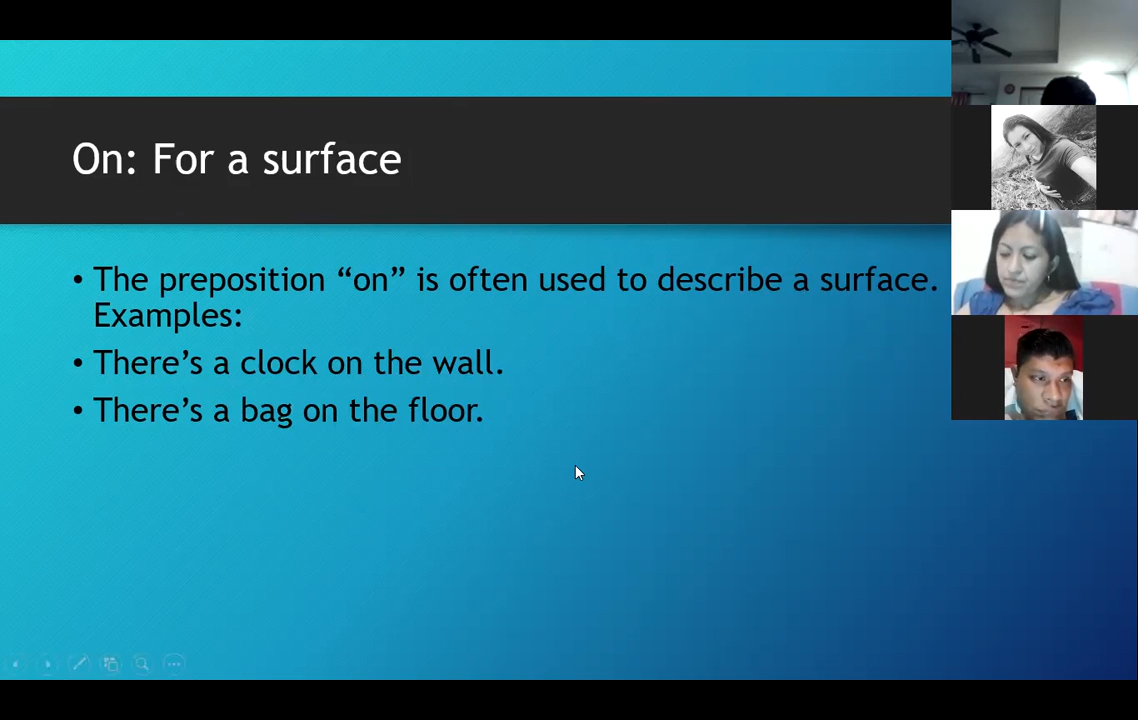 On: For a surface
• The preposition “on” is often used to describe a surface.
Examples:
• There’s a clock on the wall.
• There’s a bag on the floor.